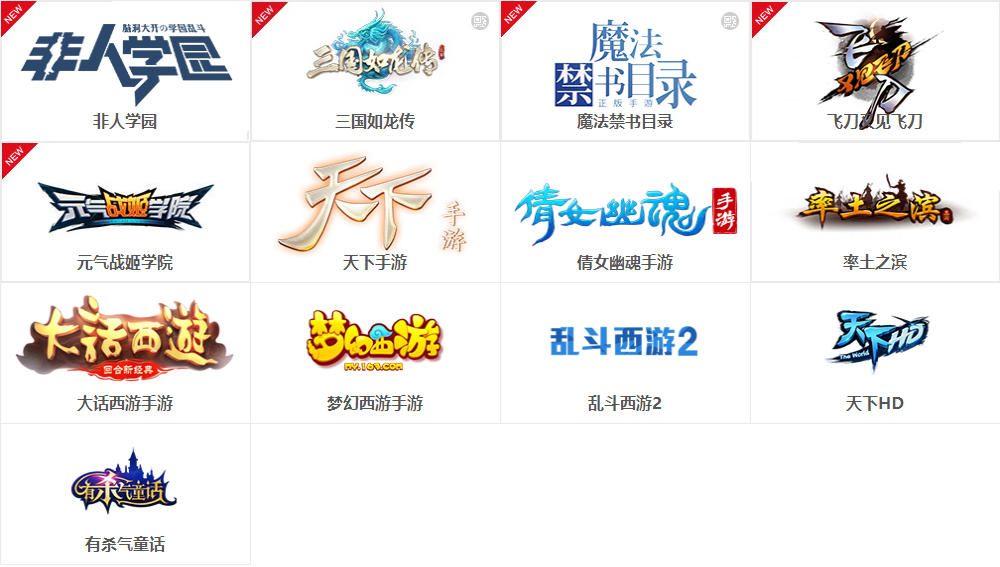 NEW
脑洞大开の学园乱斗
非人学园
非人学园
NEW
三国如龙传
三国如龙传
NEW
魔法
禁书目录
正版手游
魔法禁书目录
NEW
飞刀又见飞刀
飞刀又见飞刀
NEW
元气战姬学院
元气战姬学院
天下
手游
天下手游
倩女幽魂
手游
倩女幽魂手游
率土之滨
率土之滨
大话西游
回合新经典
大话西游手游
梦幻西游
MY.163.COM
梦幻西游手游
乱斗西游2
乱斗西游2
天下HD
The World
天下HD
有杀气童话
有杀气童话